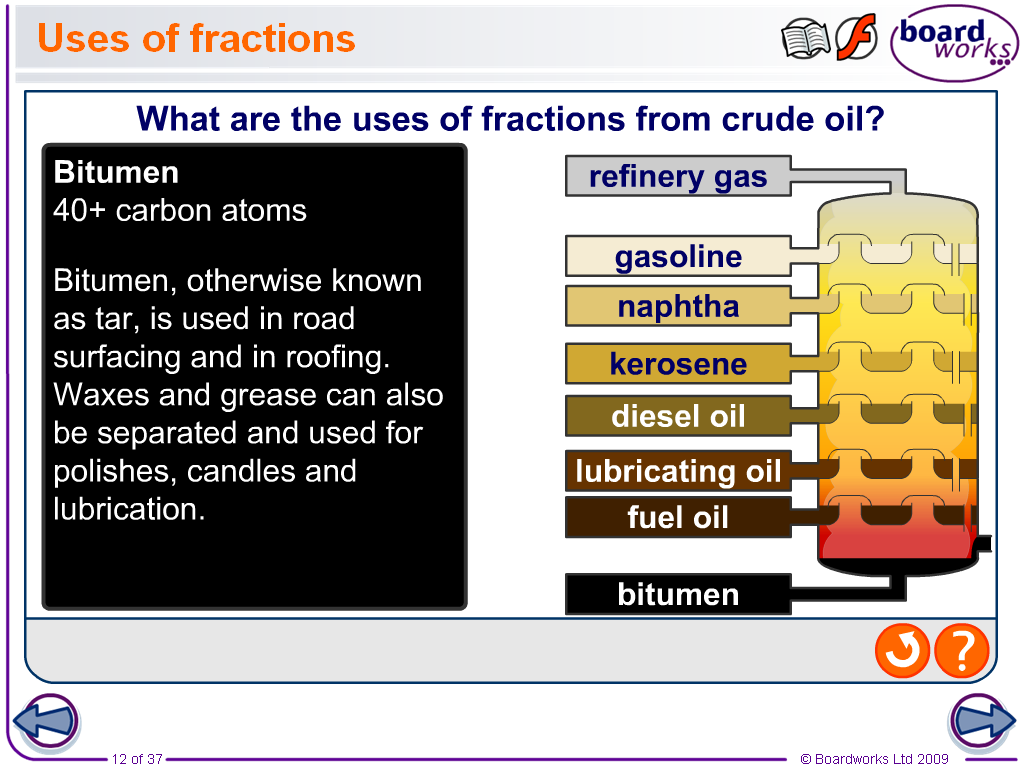 Uses of fractions
board
works
What are the uses of fractions from crude oil?
Bitumen
40+ carbon atoms
Bitumen, otherwise known
as tar, is used in road
surfacing and in roofing.
Waxes and grease can also
be separated and used for
polishes, candles and
lubrication.
refinery gas
gasoline
naphtha
kerosene
diesel oil
lubricating oil
fuel oil
bitumen
?
12 of 37
© Boardworks Ltd 2009